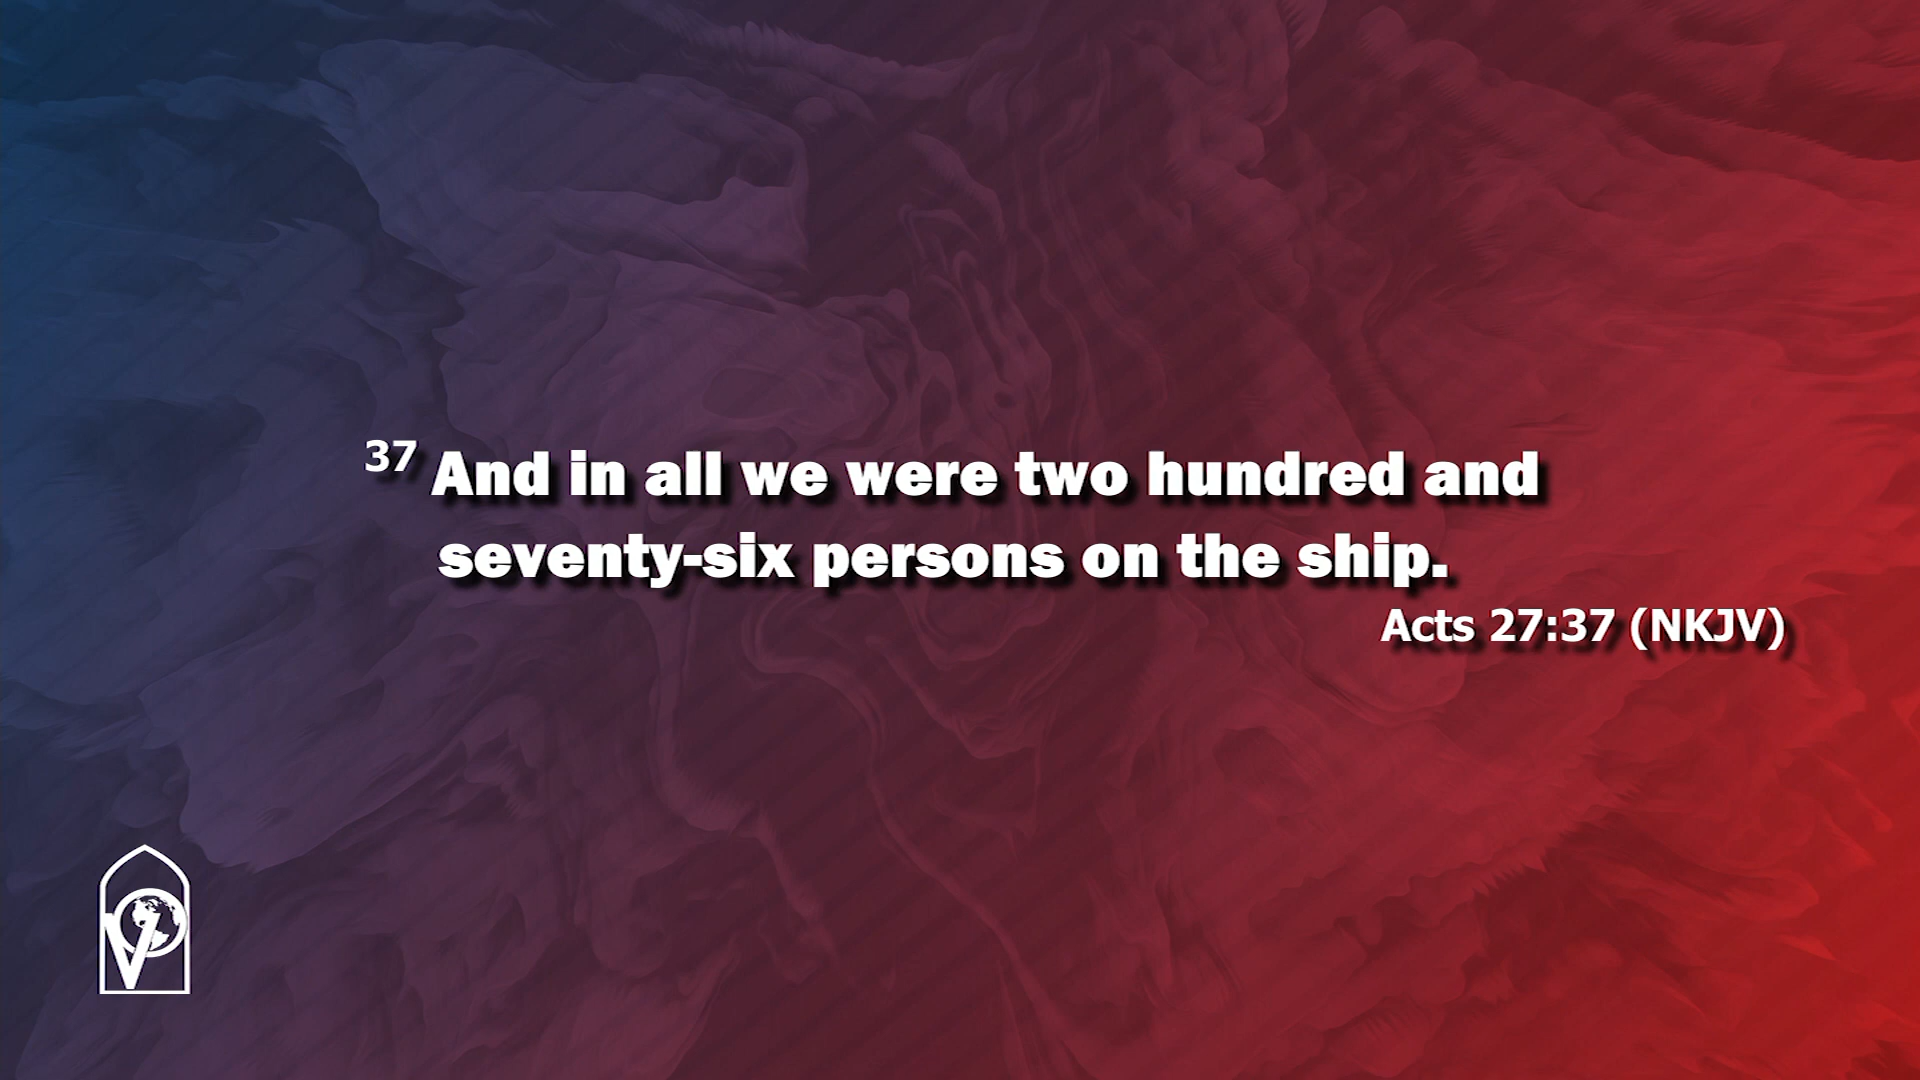 37 And in all we were two hundred and
seventy-six persons on the ship.
Acts 27:37 (NKJV)